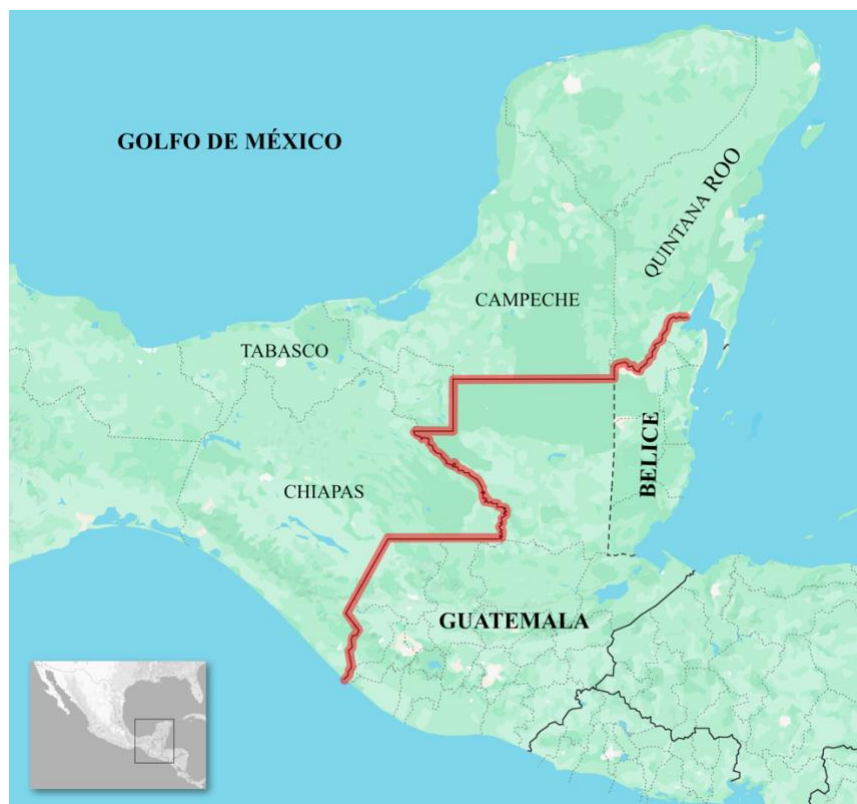 GOLFO DE MÉXICO
QUINTANA ROO
CAMPECHE
TABASCO
BELICE
CHIAPAS
GUATEMALA